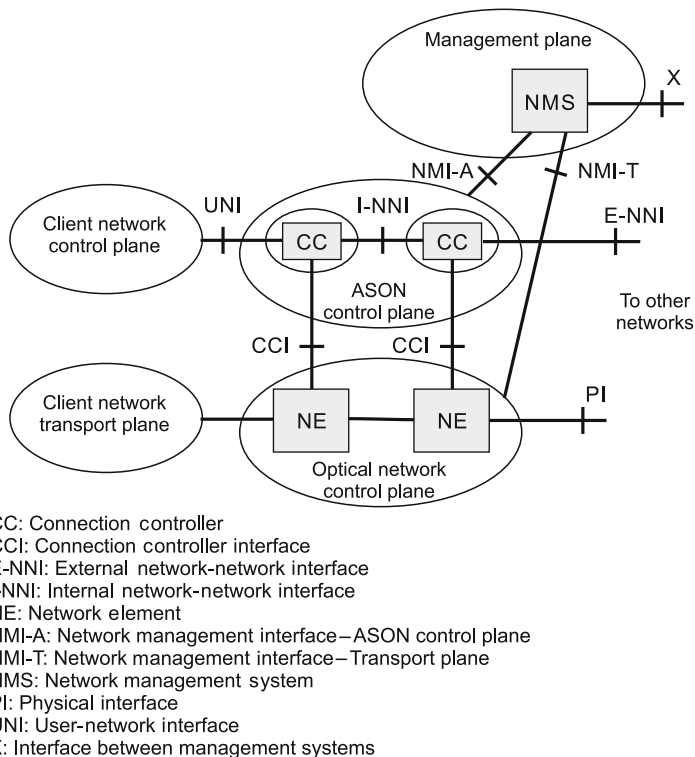 Management plane
X
NMS
NMI-A
NMI-T
UNI
I-NNI
E-NNI
Client network
control plane
CC
CC
ASON
control plane
To other
networks
CCI
CCI
PI
Client network
transport plane
NE
NE
Optical network
control plane
CC: Connection controller
CCI: Connection controller interface
E-NNI: External network-network interface
-NNI: Internal network-network interface
NE: Network element
NMI-A: Network management interface–ASON control plane
NMI-T: Network management interface–Transport plane
NMS: Network management system
PI: Physical interface
UNI: User-network interface
X: Interface between management systems